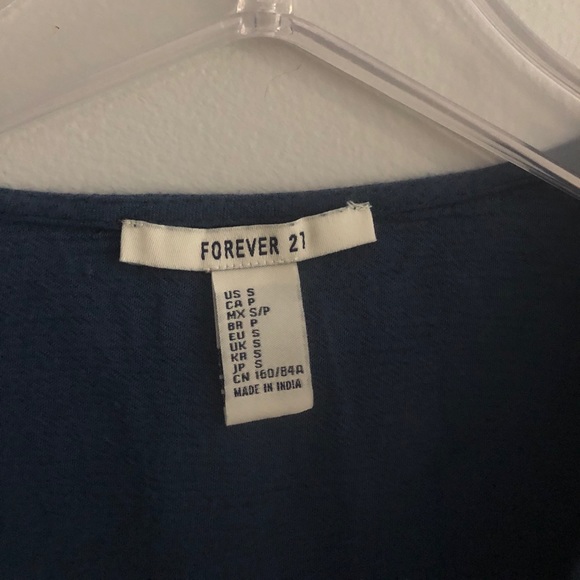 FOREVER 21
US S
CA P
MX S/P
BR P
EU S
UK S
KR S
JP S
CN 160/84A
MADE IN INDIA